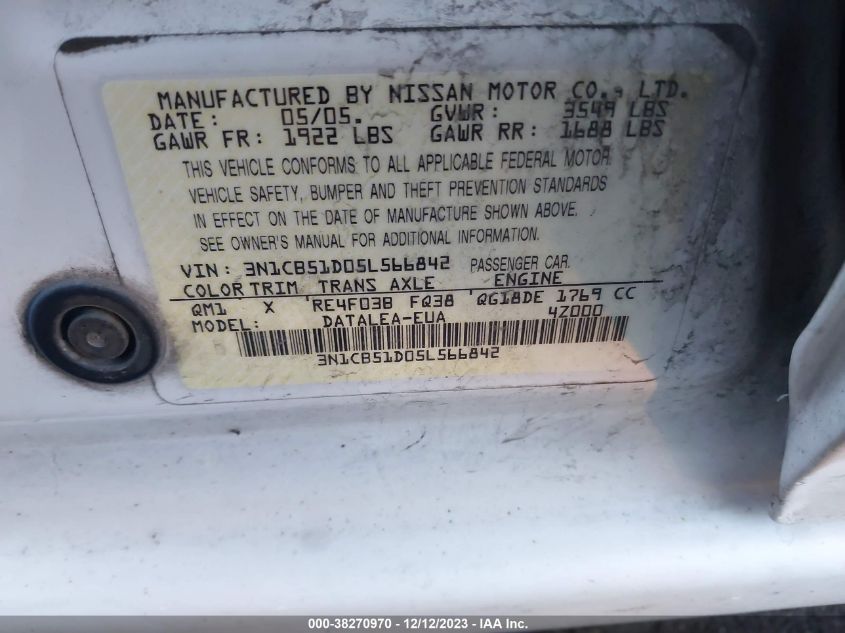 MANUFACTURED BY NISSAN MOTOR CO., LTD.
DATE: 05/05. GVWR: 3549 LBS
GAWR FR: 1922 LBS GAWR RR: 1688 LBS
THIS VEHICLE CONFORMS TO ALL APPLICABLE FEDERAL MOTOR
VEHICLE SAFETY, BUMPER AND THEFT PREVENTION STANDARDS
IN EFFECT ON THE DATE OF MANUFACTURE SHOWN ABOVE.
SEE OWNER'S MANUAL FOR ADDITIONAL INFORMATION.
VIN: 3N1CB51D05L566842 PASSENGER CAR
COLOR TRIM TRANS AXLE ENGINE
QM1 X RE4F03B FQ38 QG18DE 1769 CC
MODEL: DATALEA-EUA 4Z000
3N1CB51D05L566842
000-38270970 - 12/12/2023 - IAA Inc.